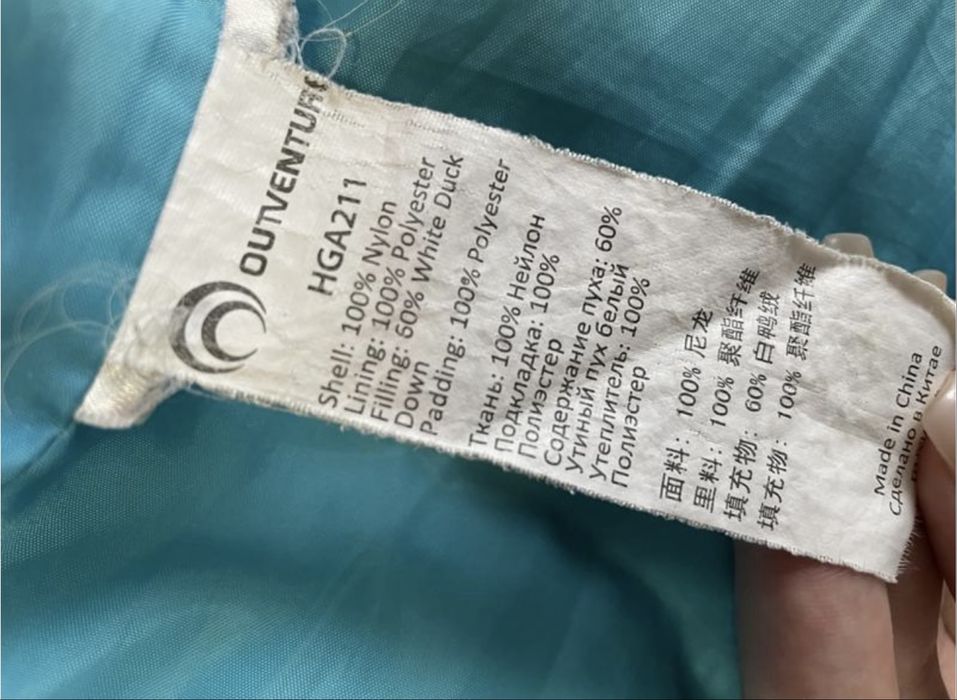 OUTVENTURE
HGA211
Shell: 100% Nylon
Lining: 100% Polyester
Filling: 60% White Duck
Down
Padding: 100% Polyester
Ткань: 100% Нейлон
Подкладка: 100%
Полиэстер
Содержание пуха: 60%
Утиный пух белый
Утеплитель: 100%
Полиэстер
面料: 100% 尼龙
里料: 100% 聚酯纤维
填充物: 60% 白鸭绒
填充物: 100% 聚酯纤维
Made in China
Сделано в Китае